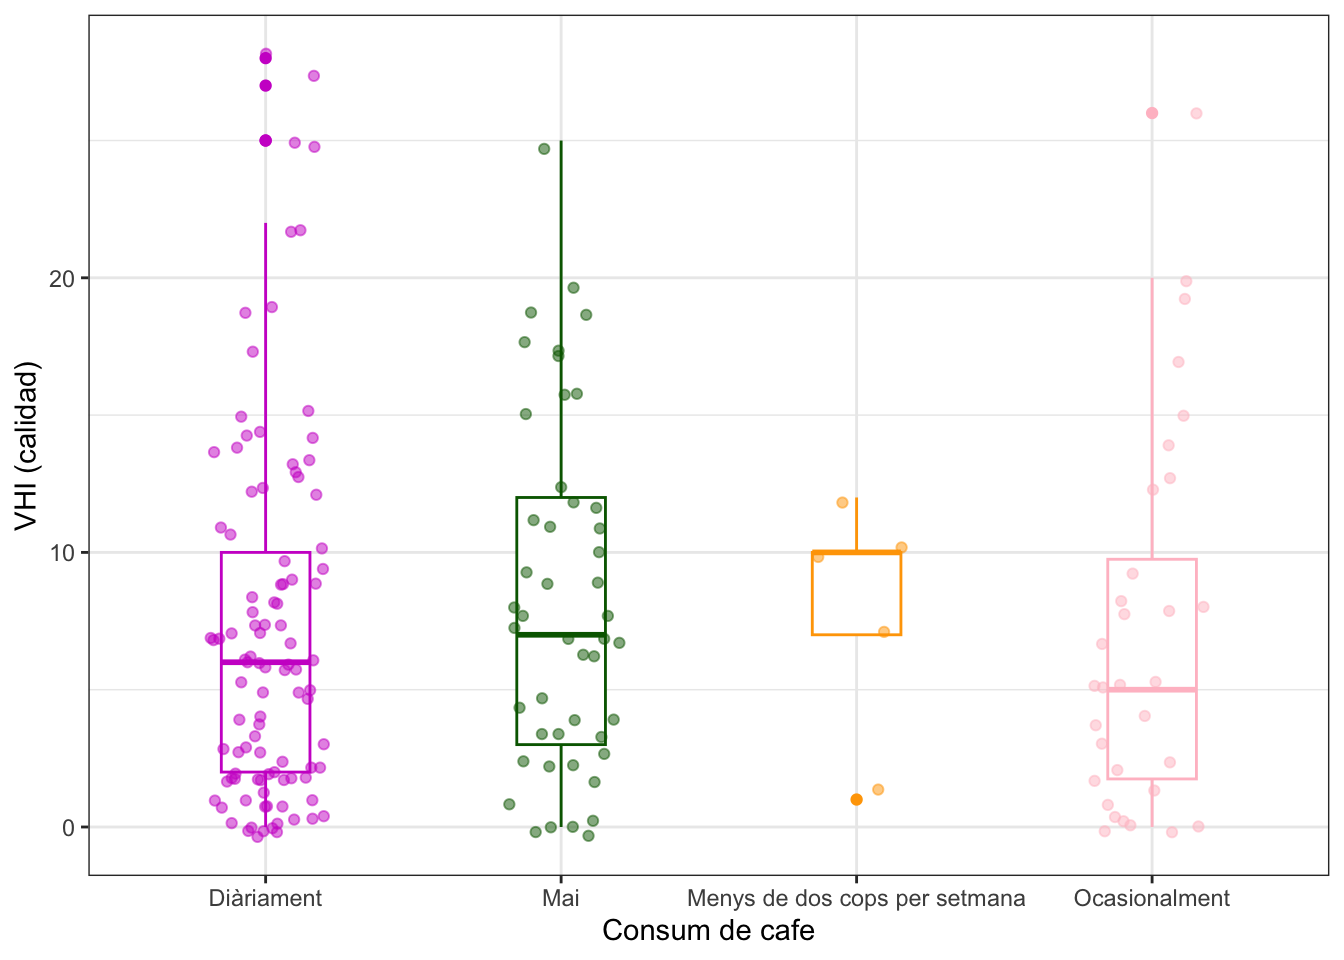 VHI (calidad)
20
10
0
Diàriament
Mai
Menys de dos cops per setmana
Ocasionalment
Consum de cafe